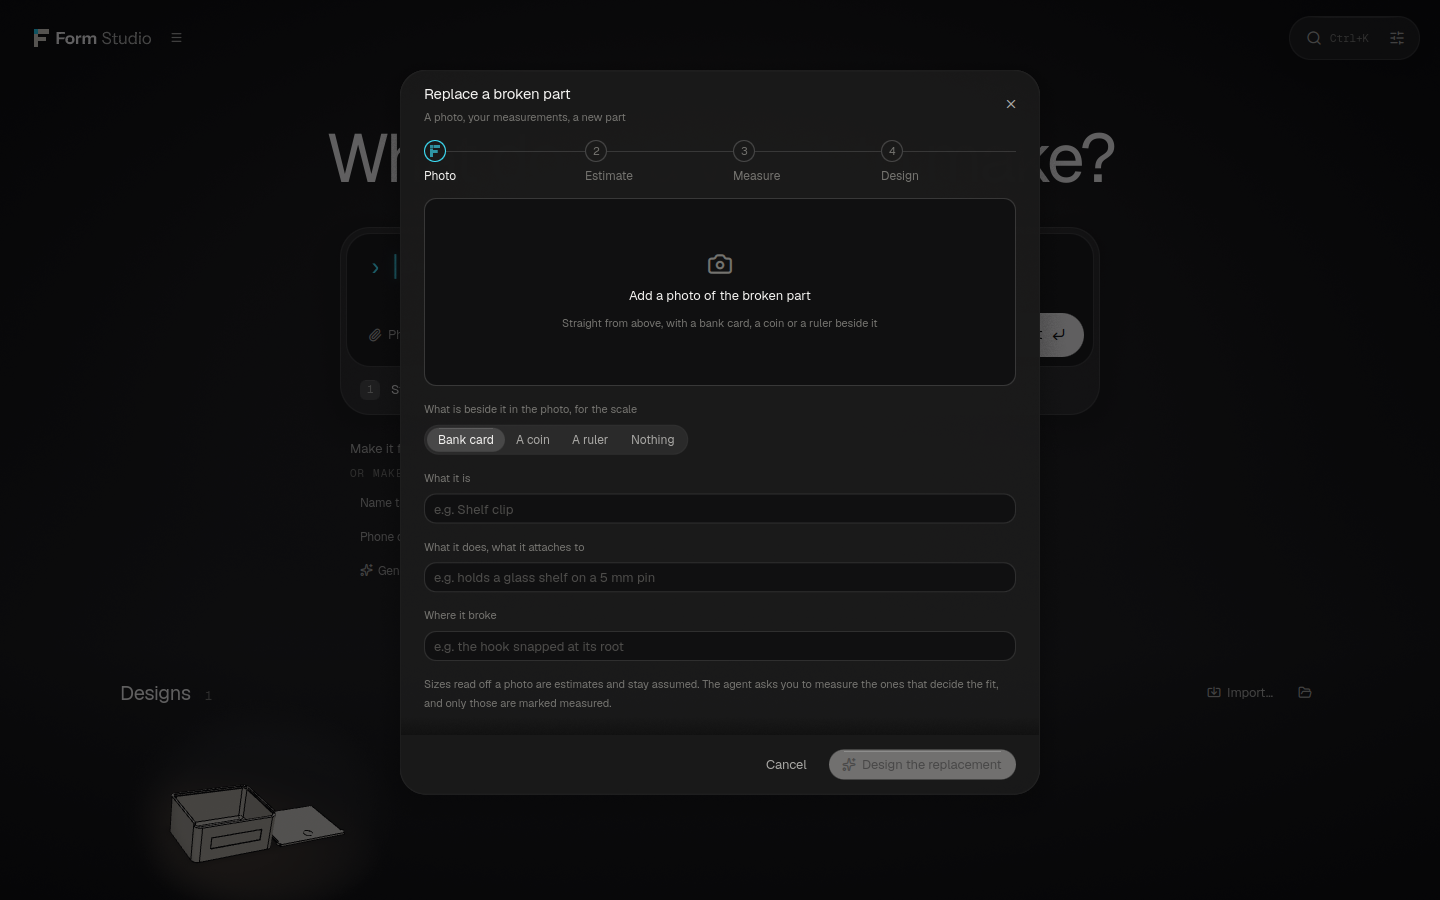 Form Studio
Ctrl+K
Replace a broken part
A photo, your measurements, a new part
2
3
4
Photo
Estimate
Measure
Design
Add a photo of the broken part
Straight from above, with a bank card, a coin or a ruler beside it
1
What is beside it in the photo, for the scale
Bank card
A coin
A ruler
Nothing
Make it
OR MAKE
What it is
e.g. Shelf clip
Name
What it does, what it attaches to
Phone
e.g. holds a glass shelf on a 5 mm pin
Where it broke
e.g. the hook snapped at its root
Sizes read off a photo are estimates and stay assumed. The agent asks you to measure the ones that decide the fit,
and only those are marked measured.
Designs 1
Import...
Cancel
Design the replacement